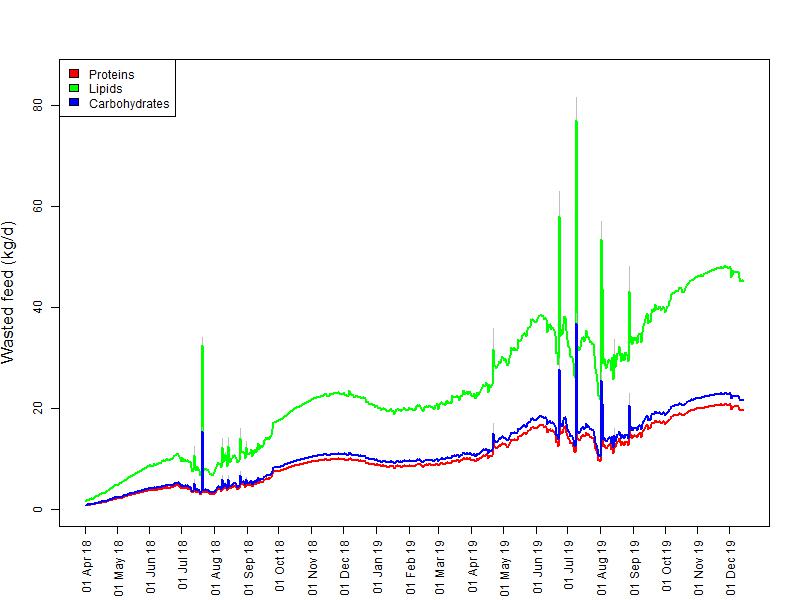 Proteins
Lipids
Carbohydrates
Wasted feed (kg/d)
80
60
40
20
0
01 Apr 18
01 May 18
01 Jun 18
01 Jul 18
01 Aug 18
01 Sep 18
01 Oct 18
01 Nov 18
01 Dec 18
01 Jan 19
01 Feb 19
01 Mar 19
01 Apr 19
01 May 19
01 Jun 19
01 Jul 19
01 Aug 19
01 Sep 19
01 Oct 19
01 Nov 19
01 Dec 19